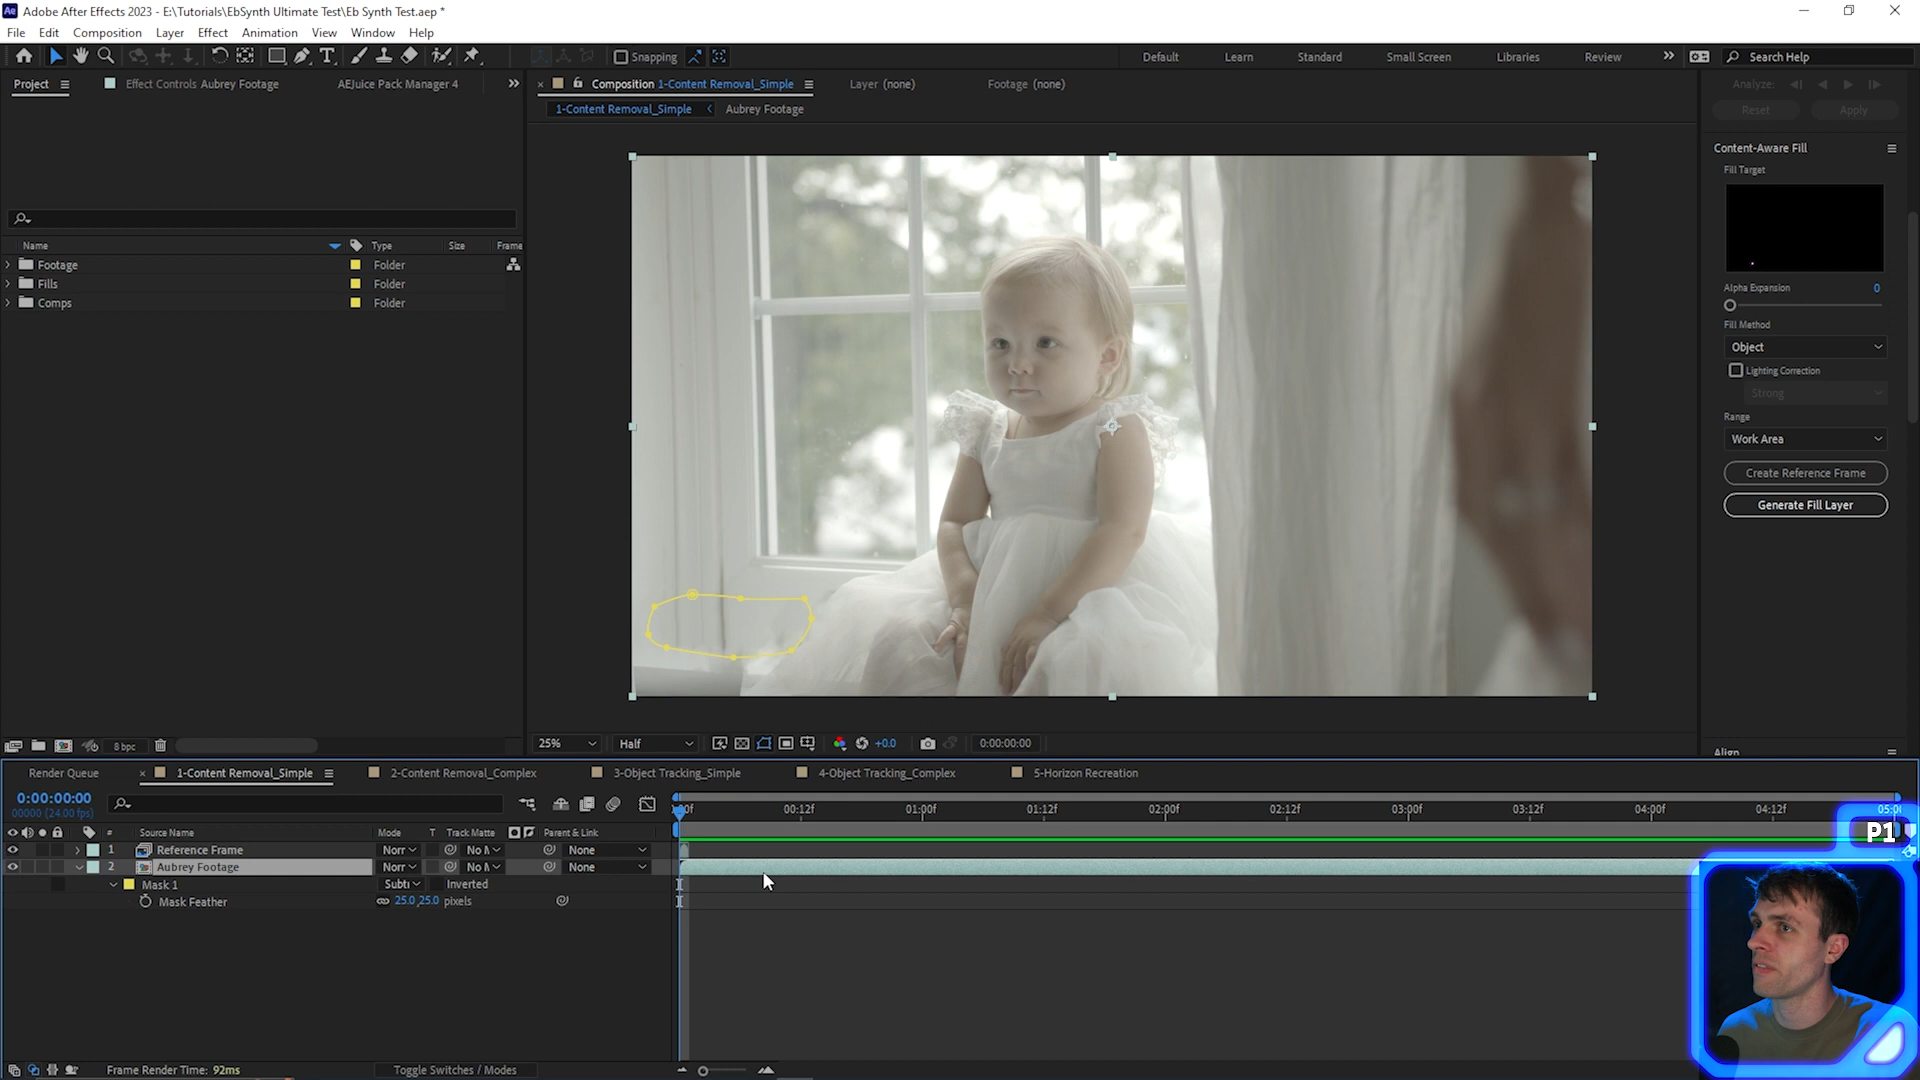 Adobe After Effects 2023 - E:\Tutorials\EbSynth Ultimate Test\Eb Synth Test.aep *
File Edit Composition Layer Effect Animation View Window Help
Snapping
Default Learn Standard Small Screen Libraries Review Search Help
Project Effect Controls Aubrey Footage AEJuice Pack Manager 4
Composition 1-Content Removal_Simple Layer (none) Footage (none)
1-Content Removal_Simple Aubrey Footage
Analyze:
Reset Apply
Content-Aware Fill
Fill Target
Alpha Expansion 0
Fill Method
Object
Lighting Correction
Strong
Range
Work Area
Create Reference Frame
Generate Fill Layer
Align
Name Type Size Frame
Footage Folder
Fills Folder
Comps Folder
8 bpc
25% Half +0.0 0:00:00:00
Render Queue 1-Content Removal_Simple 2-Content Removal_Complex 3-Object Tracking_Simple 4-Object Tracking_Complex 5-Horizon Recreation
0:00:00:00
00000 (24.00 fps)
00:12f 01:00f 01:12f 02:00f 02:12f 03:00f 03:12f 04:00f 04:12f
# Source Name Mode T Track Matte Parent & Link
1 Reference Frame Norr None
2 Aubrey Footage Norr None
Mask 1 Subtr Inverted
Mask Feather 25.0,25.0 pixels
P1
Frame Render Time: 92ms Toggle Switches / Modes